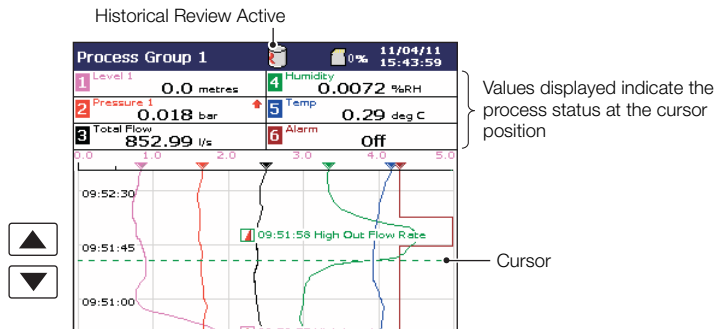 Historical Review Active
Process Group 1
0%
11/04/11
15:43:59
1 Level 1
0.0 metres
4 Humidity
0.0072 %RH
2 Pressure 1
0.018 bar
5 Temp
0.29 deg C
3 Total Flow
852.99 l/s
6 Alarm
Off
Values displayed indicate the
process status at the cursor
position
0.0 1.0 2.0 3.0 4.0 5.0
09:52:30
09:51:58 High Out Flow Rate
09:51:45
Cursor
09:51:00